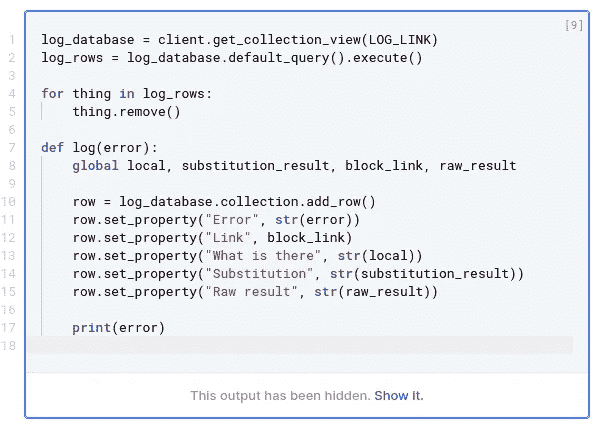 [9]
1 log_database = client.get_collection_view(LOG_LINK)
2 log_rows = log_database.default_query().execute()
3
4 for thing in log_rows:
5     thing.remove()
6
7 def log(error):
8     global local, substitution_result, block_link, raw_result
9
10     row = log_database.collection.add_row()
11     row.set_property("Error", str(error))
12     row.set_property("Link", block_link)
13     row.set_property("What is there", str(local))
14     row.set_property("Substitution", str(substitution_result))
15     row.set_property("Raw result", str(raw_result))
16
17     print(error)
18
This output has been hidden. Show it.